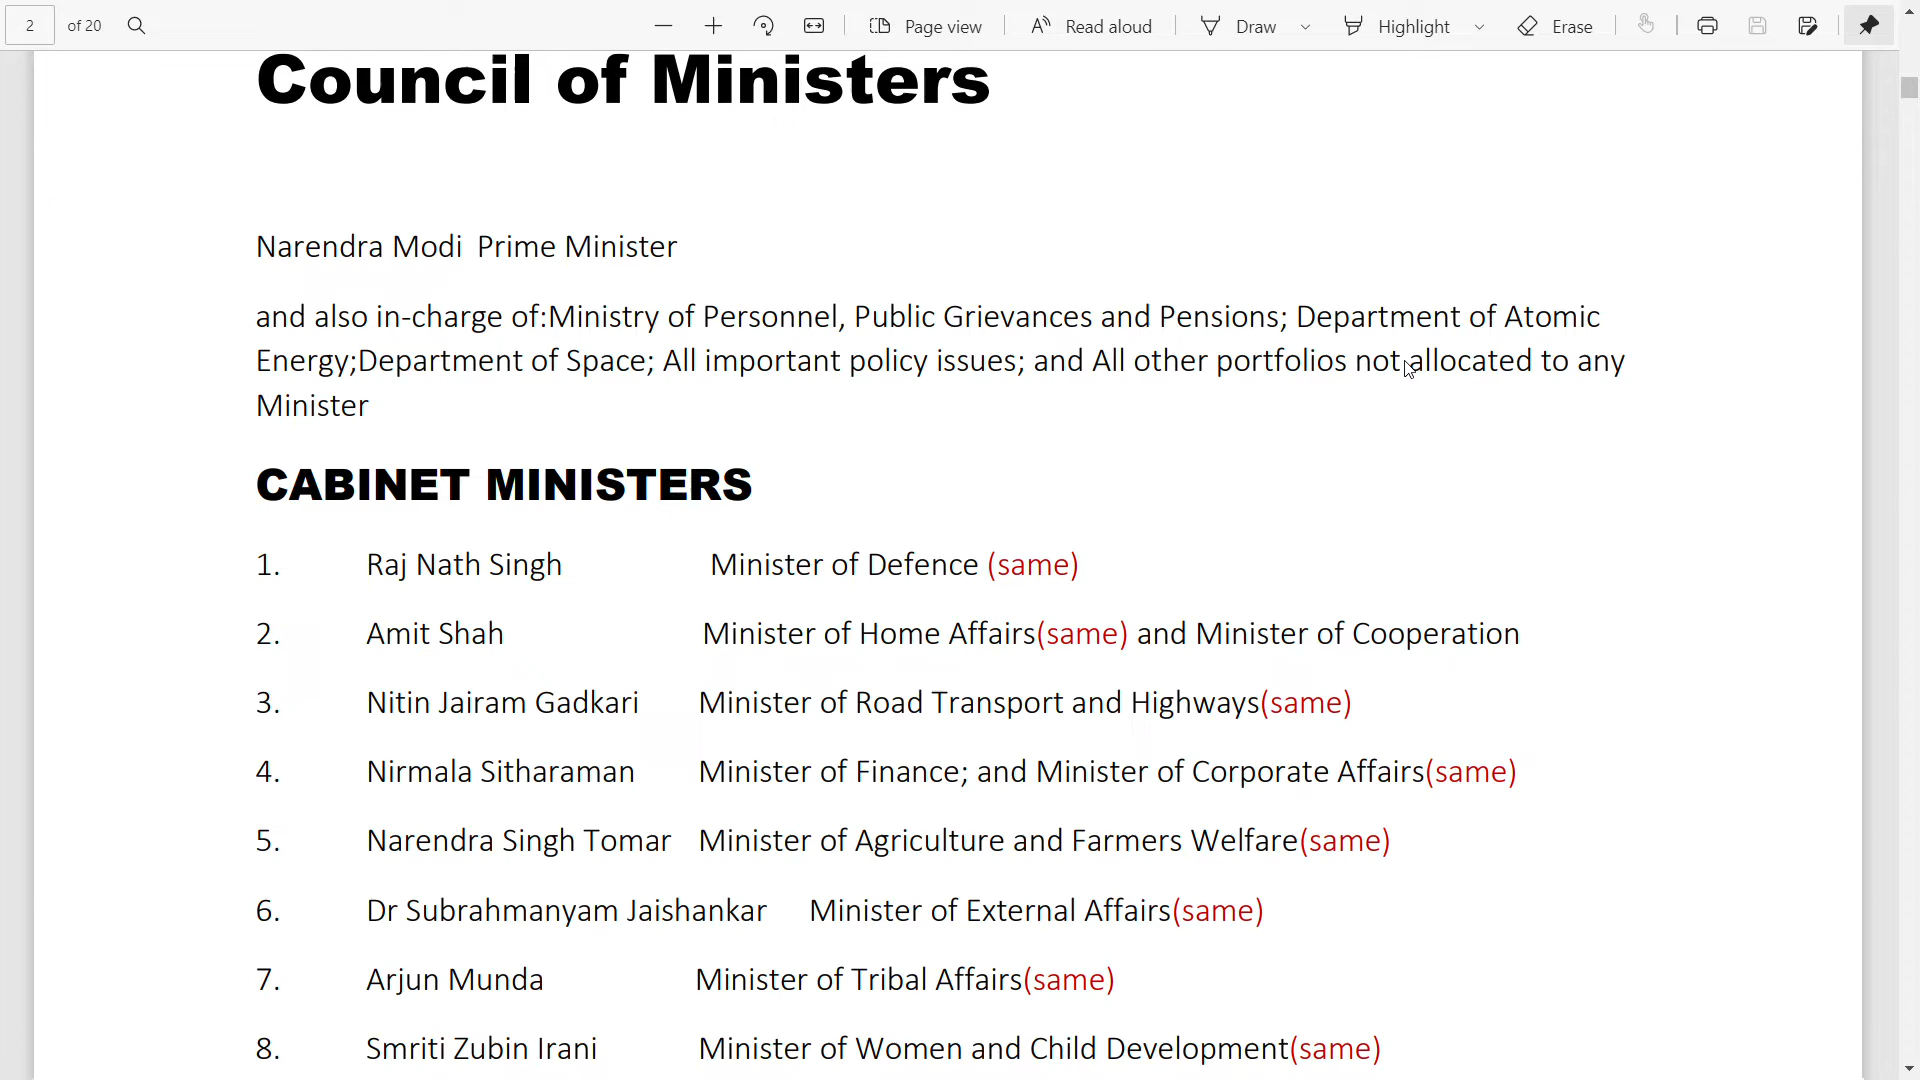 2 of 20 Page view Read aloud Draw Highlight Erase
Council of Ministers
Narendra Modi Prime Minister
and also in-charge of:Ministry of Personnel, Public Grievances and Pensions; Department of Atomic
Energy;Department of Space; All important policy issues; and All other portfolios not allocated to any
Minister
CABINET MINISTERS
1. Raj Nath Singh Minister of Defence (same)
2. Amit Shah Minister of Home Affairs(same) and Minister of Cooperation
3. Nitin Jairam Gadkari Minister of Road Transport and Highways(same)
4. Nirmala Sitharaman Minister of Finance; and Minister of Corporate Affairs(same)
5. Narendra Singh Tomar Minister of Agriculture and Farmers Welfare(same)
6. Dr Subrahmanyam Jaishankar Minister of External Affairs(same)
7. Arjun Munda Minister of Tribal Affairs(same)
8. Smriti Zubin Irani Minister of Women and Child Development(same)